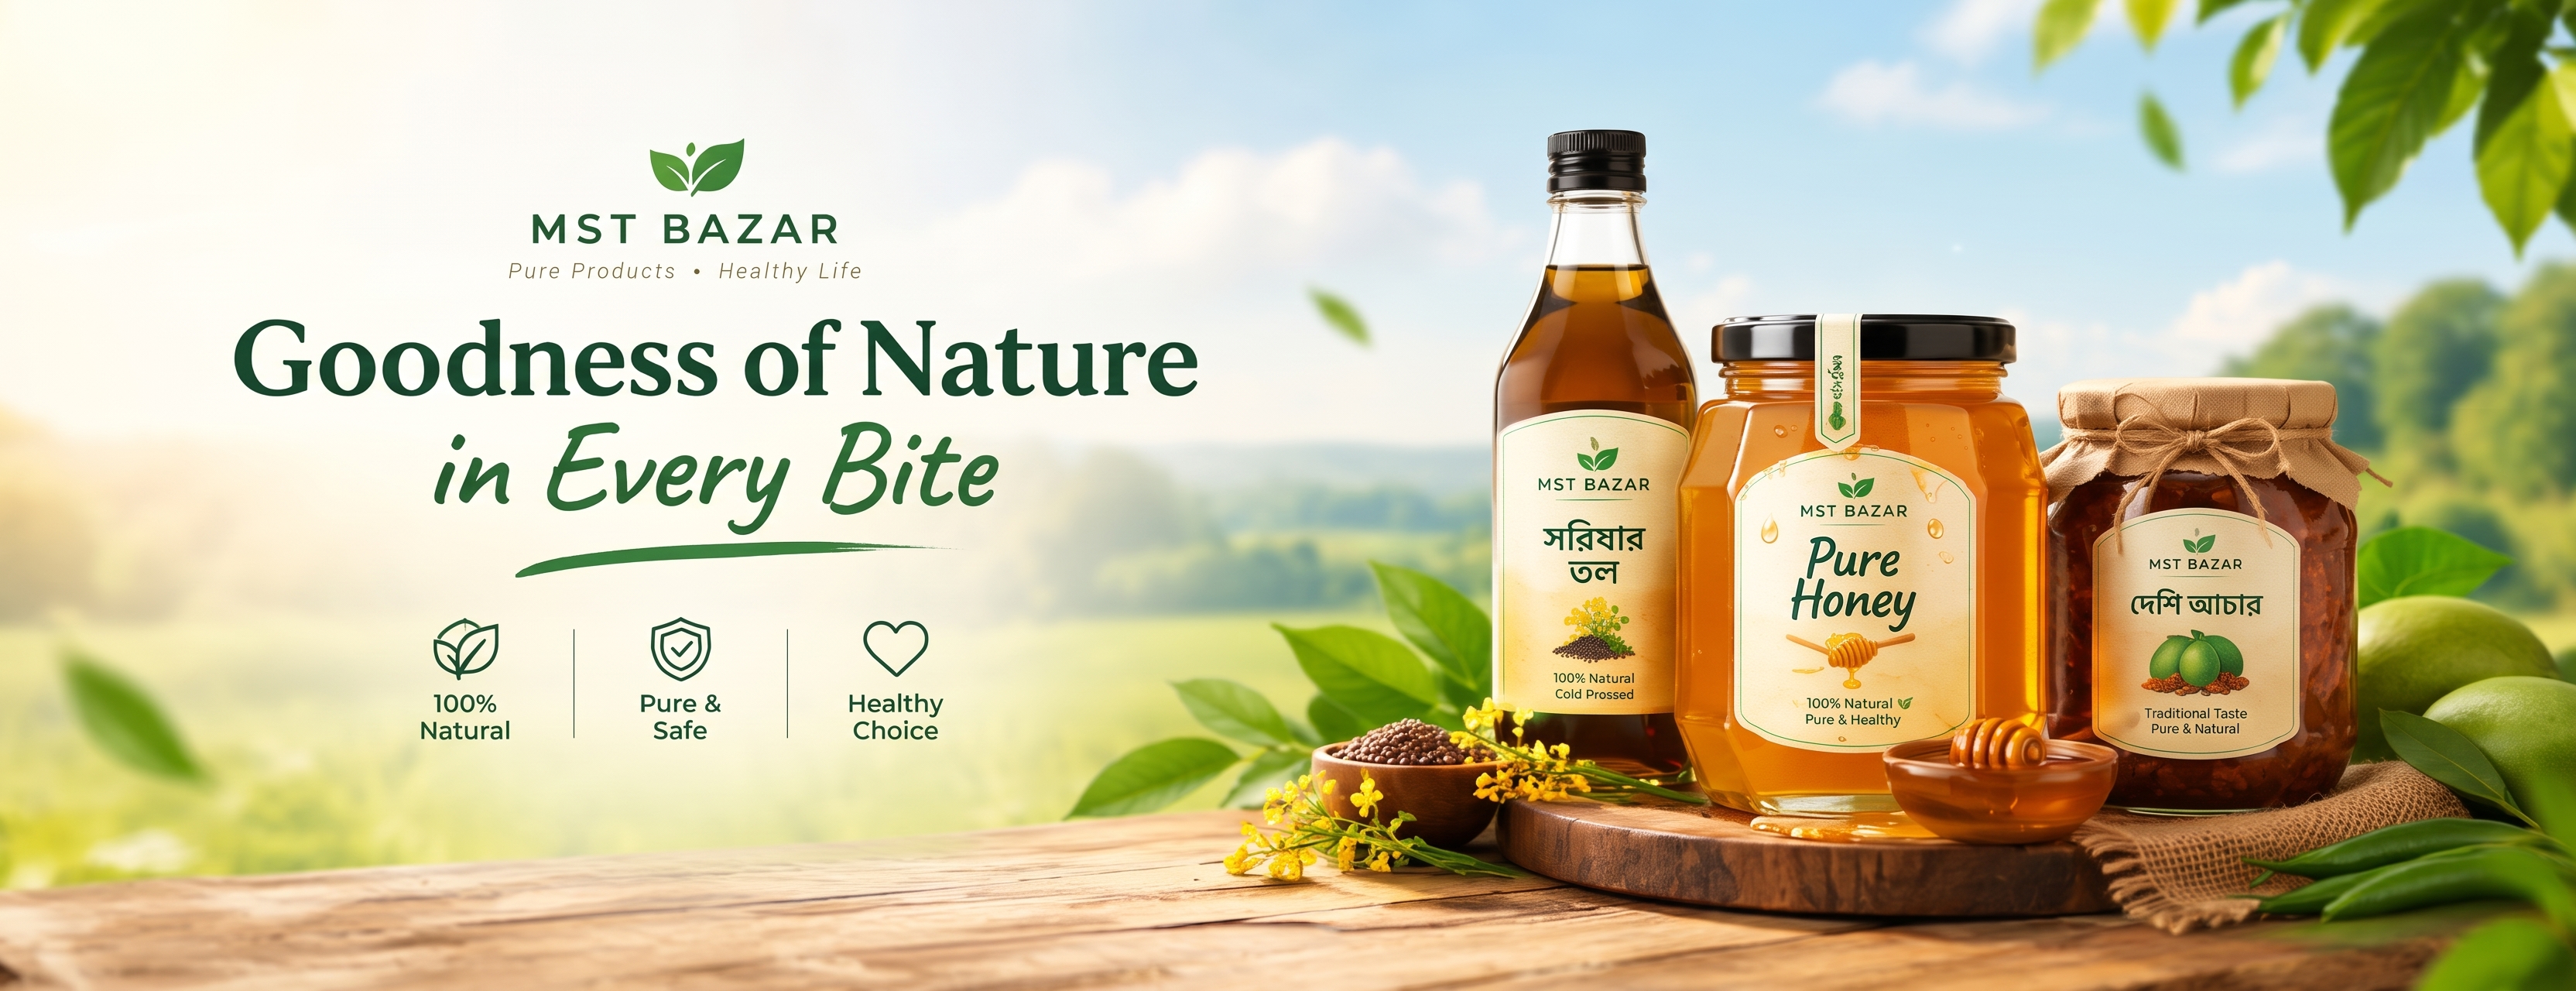 MST BAZAR
Pure Products • Healthy Life
Goodness of Nature
in Every Bite
100%
Natural
Pure &
Safe
Healthy
Choice
MST BAZAR
সরিষার
তল
100% Natural
Cold Prossed
MST BAZAR
Pure
Honey
100% Natural
Pure & Healthy
MST BAZAR
দেশি আচার
Traditional Taste
Pure & Natural